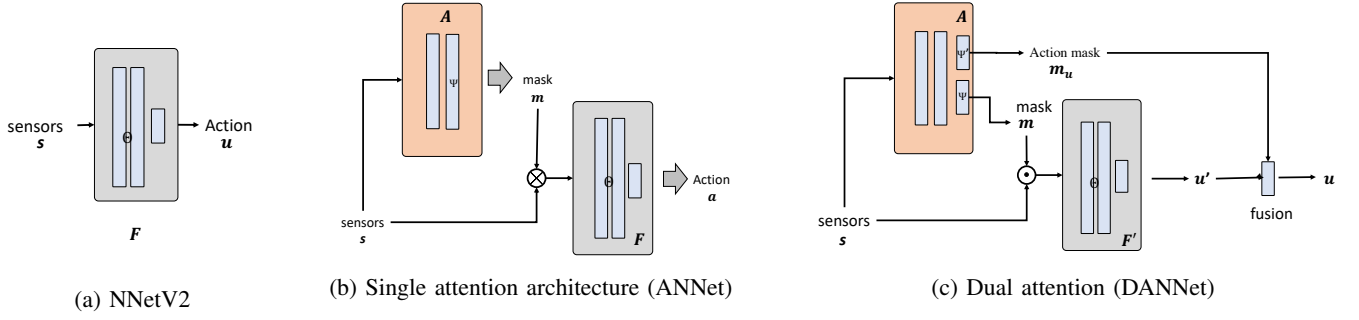 sensors
s
Θ
Action
u
F
(a) NNetV2
A
Ψ
mask
m
sensors
s
Θ
F
Action
a
(b) Single attention architecture (ANNet)
A
Ψ'
Ψ
Action mask
m_u
mask
m
sensors
s
Θ
F'
u'
fusion
u
(c) Dual attention (DANNet)